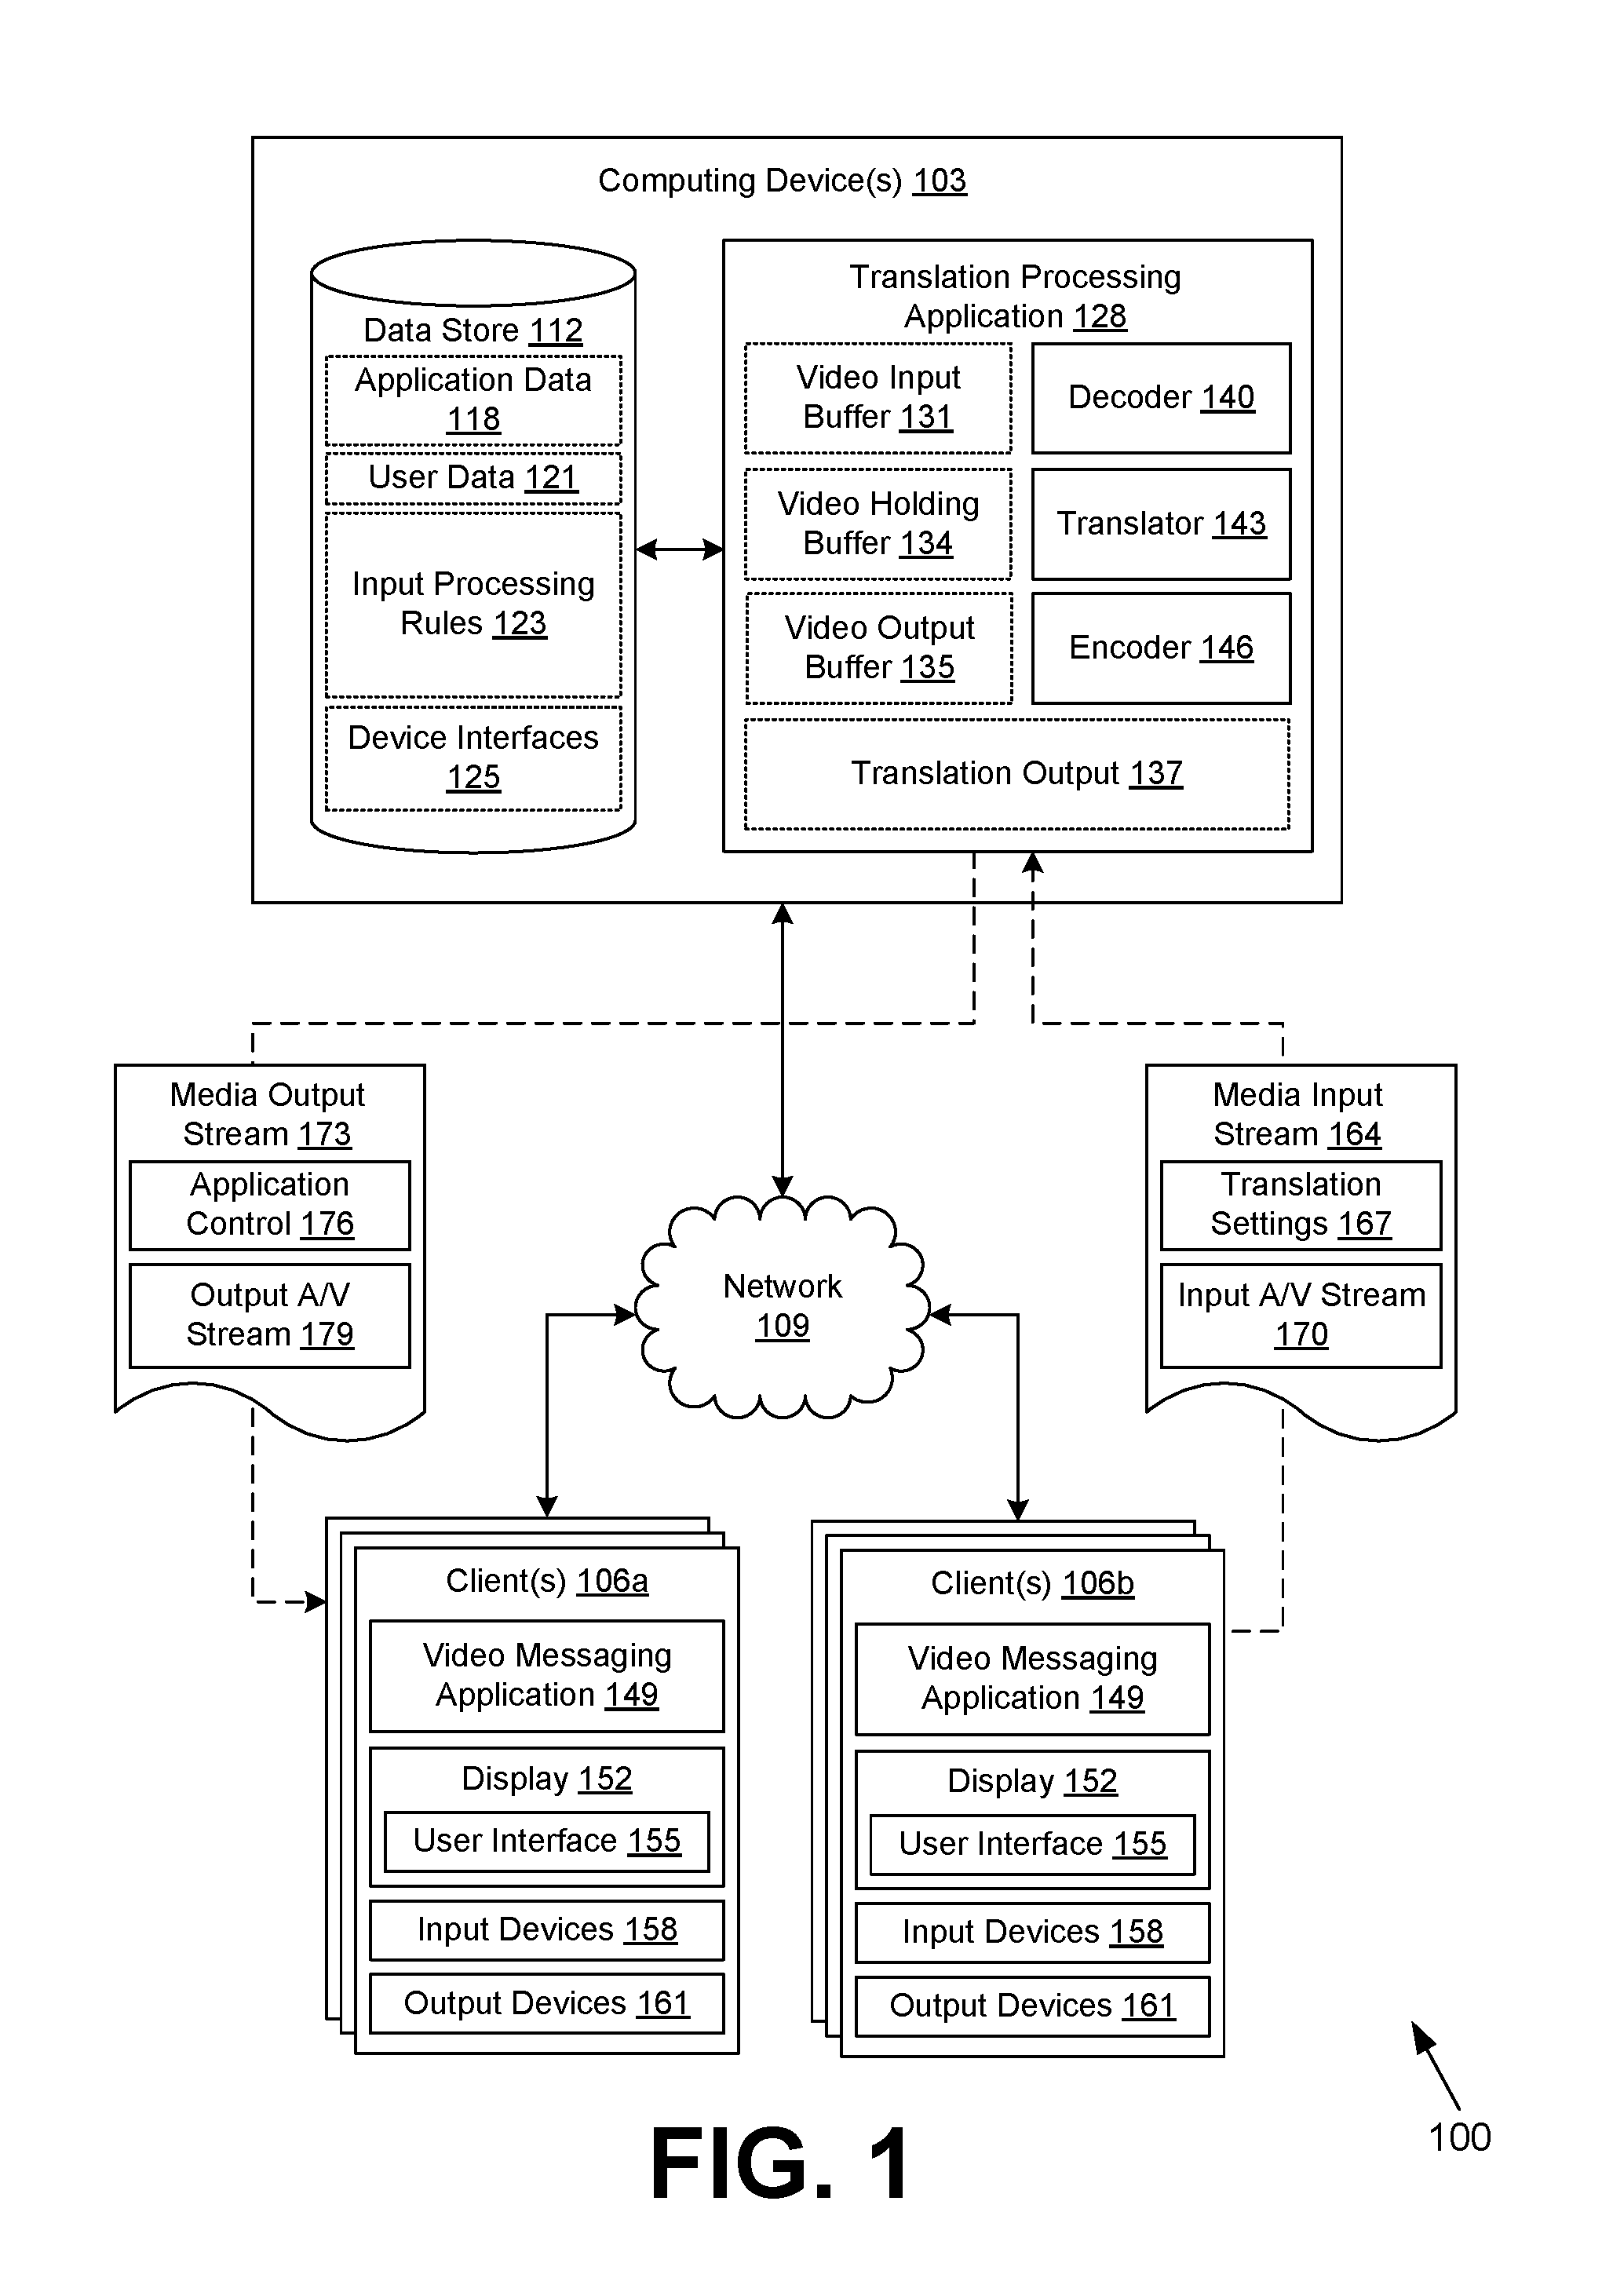 Computing Device(s) 103
Data Store 112
Application Data
118
User Data 121
Input Processing
Rules 123
Device Interfaces
125
Translation Processing
Application 128
Video Input
Buffer 131
Decoder 140
Video Holding
Buffer 134
Translator 143
Video Output
Buffer 135
Encoder 146
Translation Output 137
Media Output
Stream 173
Application
Control 176
Output A/V
Stream 179
Network
109
Media Input
Stream 164
Translation
Settings 167
Input A/V Stream
170
Client(s) 106a
Video Messaging
Application 149
Display 152
User Interface 155
Input Devices 158
Output Devices 161
Client(s) 106b
Video Messaging
Application 149
Display 152
User Interface 155
Input Devices 158
Output Devices 161
100
FIG. 1